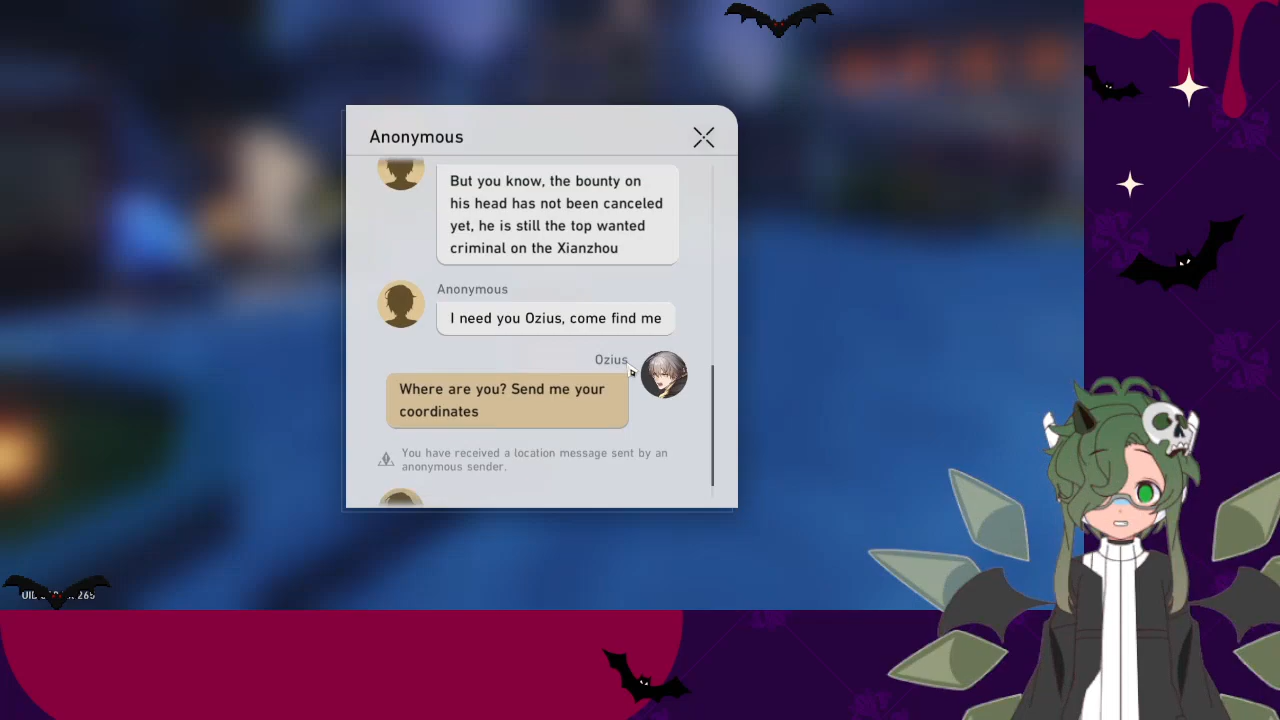 Anonymous
But you know, the bounty on
his head has not been canceled
yet, he is still the top wanted
criminal on the Xianzhou
Anonymous
I need you Ozius, come find me
Ozius
Where are you? Send me your
coordinates
You have received a location message sent by an
anonymous sender.